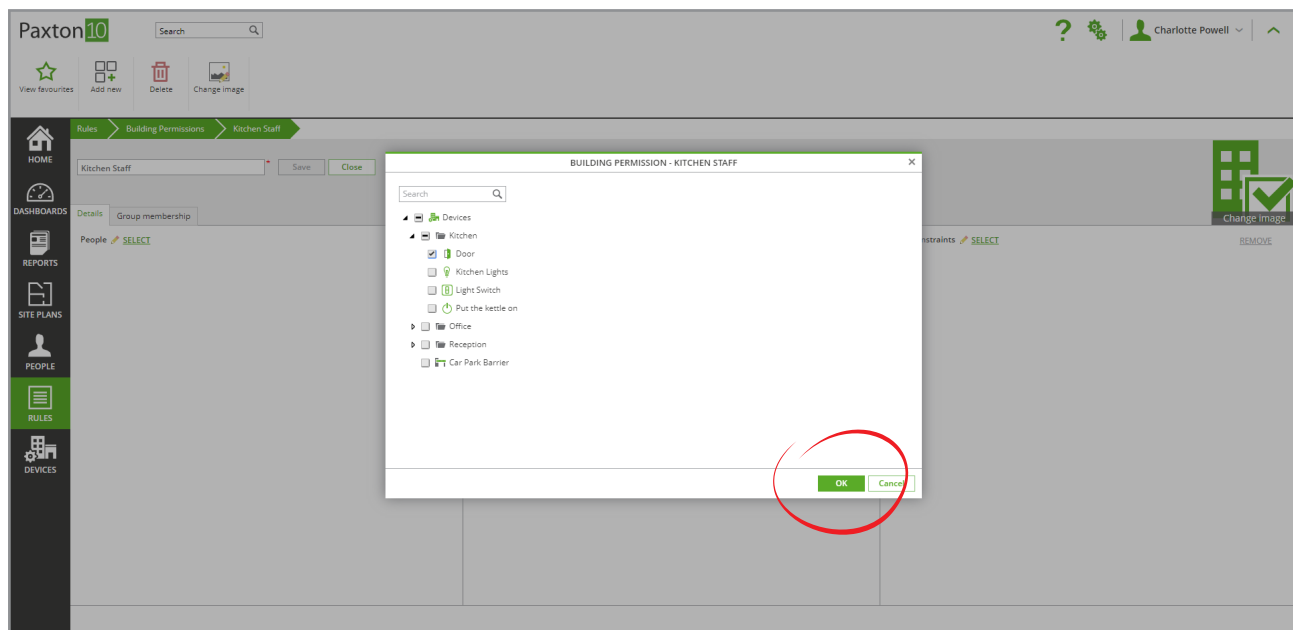 Paxton10
Search
Charlotte Powell
View favourites
Add new
Delete
Change image
Rules
Building Permissions
Kitchen Staff
HOME
DASHBOARDS
REPORTS
SITE PLANS
PEOPLE
RULES
DEVICES
Kitchen Staff * Save Close
Change image
Details Group membership
People SELECT
nstraints SELECT REMOVE
BUILDING PERMISSION - KITCHEN STAFF
Search
Devices
Kitchen
Door
Kitchen Lights
Light Switch
Put the kettle on
Office
Reception
Car Park Barrier
OK Cancel